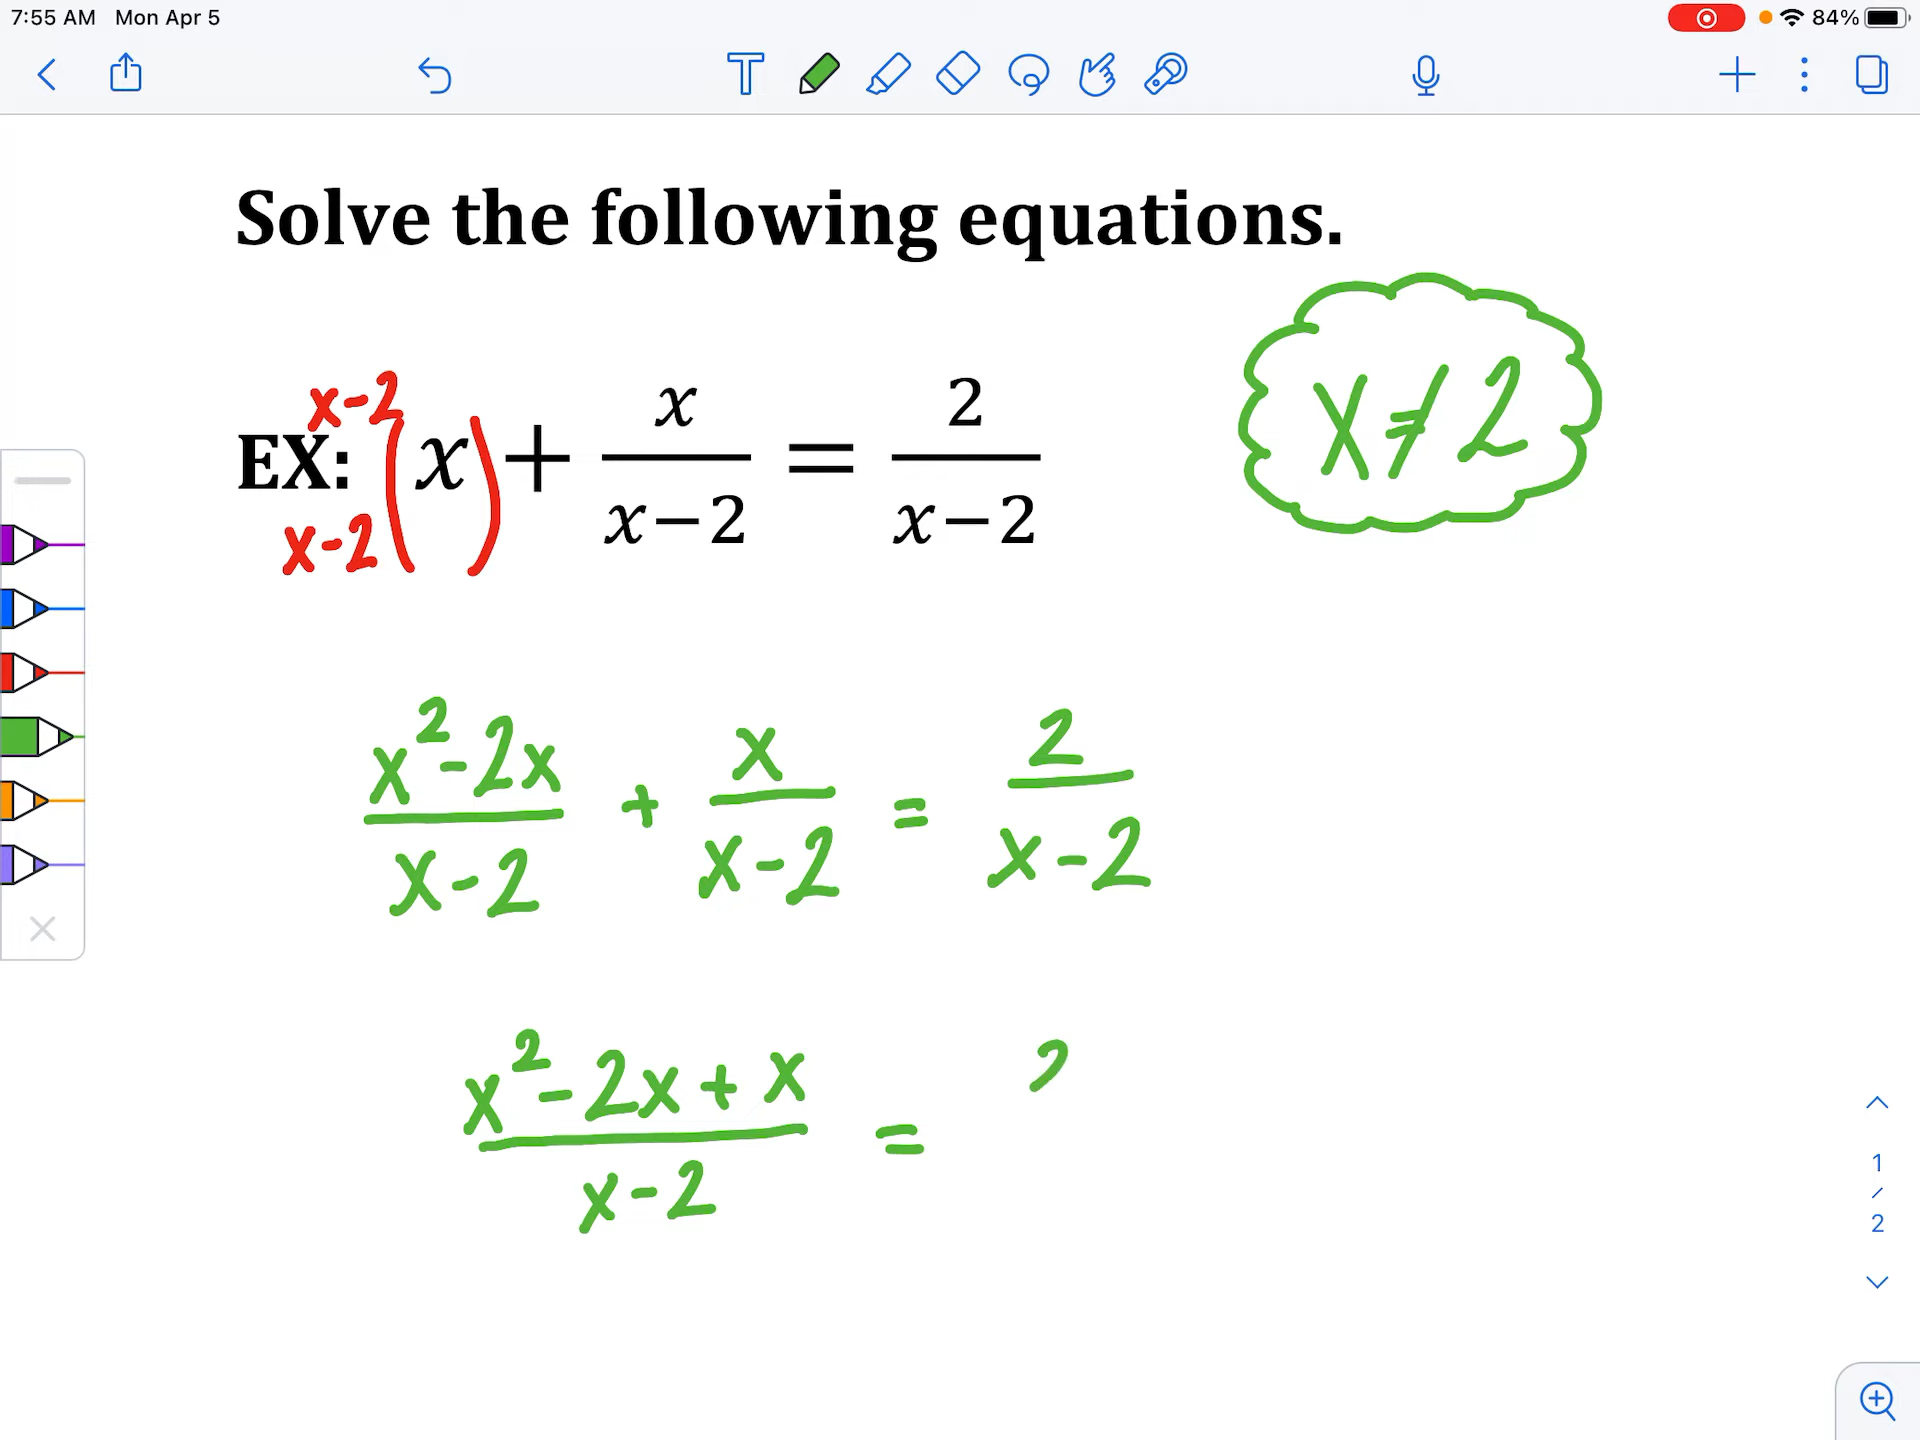 7:55 AM Mon Apr 5 84%
T
Solve the following equations.
x-2
EX: (x) + x/x−2 = 2/x−2
x-2
x≠2
x²-2x/x-2 + x/x-2 = 2/x-2
x²-2x+x/x-2 =
1
/
2